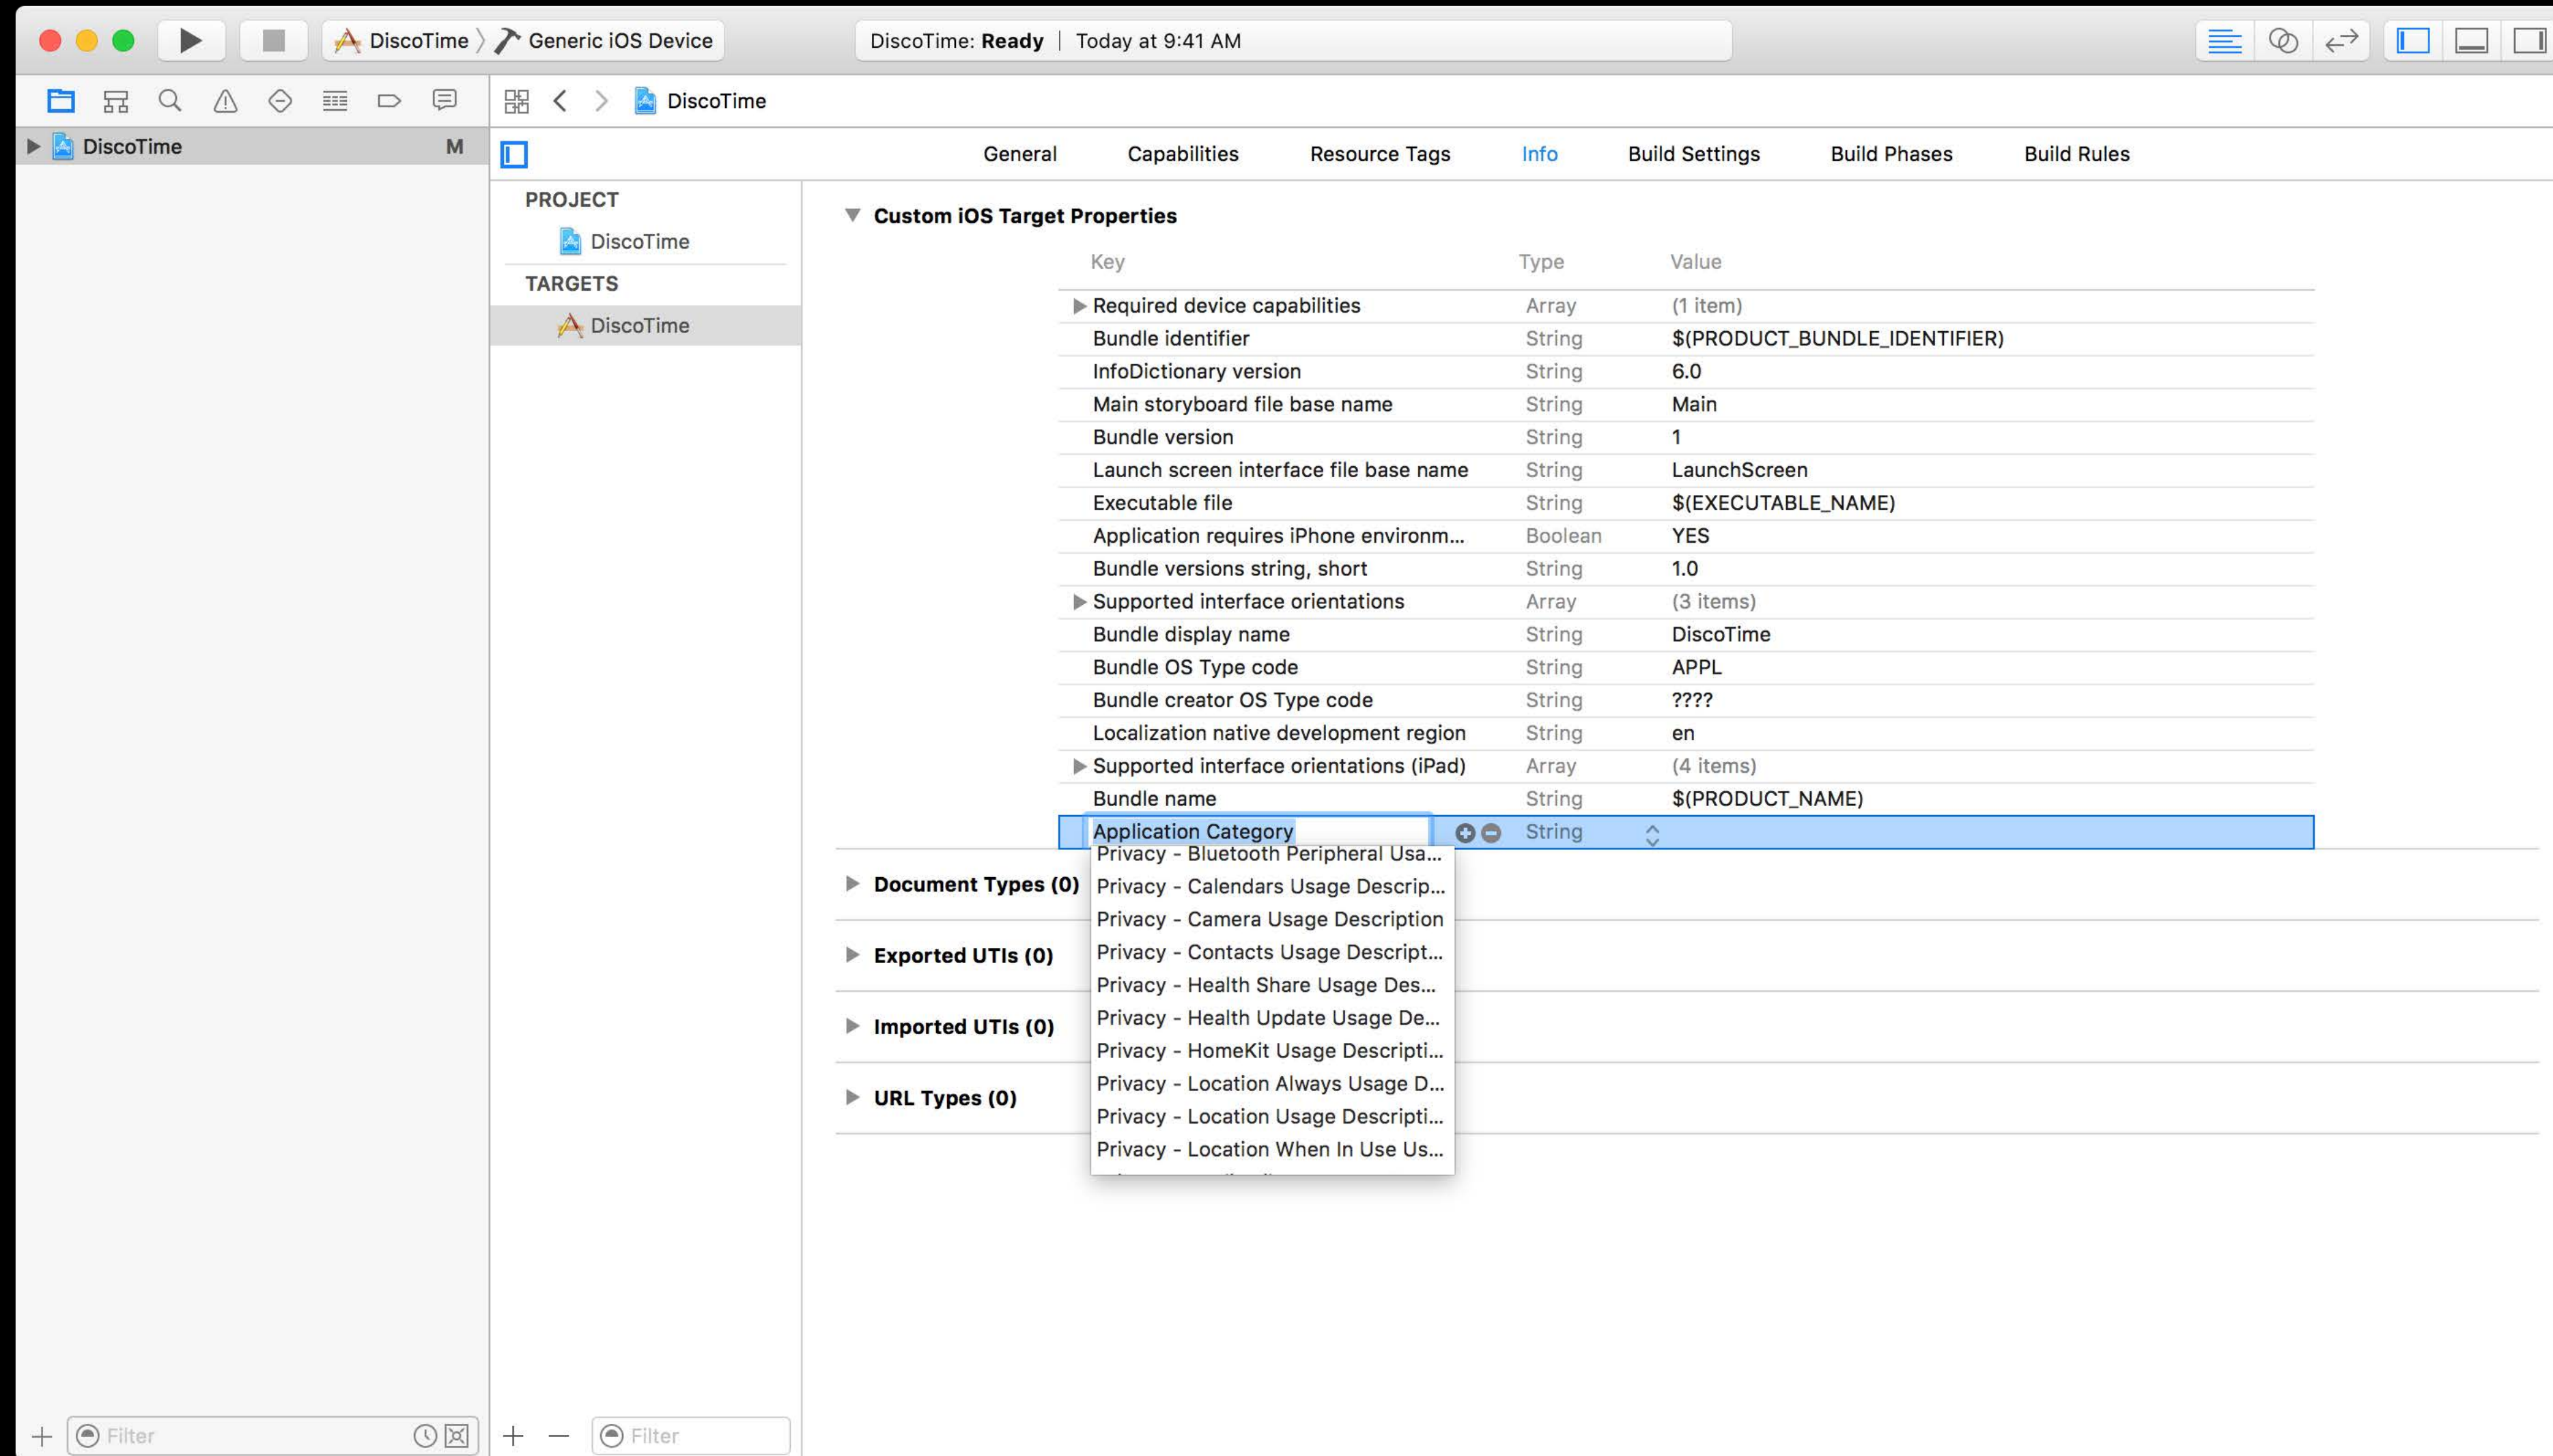 DiscoTime 〉 Generic iOS Device
DiscoTime: Ready | Today at 9:41 AM
DiscoTime
DiscoTime M
General Capabilities Resource Tags Info Build Settings Build Phases Build Rules
PROJECT
DiscoTime
TARGETS
DiscoTime
Custom iOS Target Properties
Key Type Value
Required device capabilities Array (1 item)
Bundle identifier String $(PRODUCT_BUNDLE_IDENTIFIER)
InfoDictionary version String 6.0
Main storyboard file base name String Main
Bundle version String 1
Launch screen interface file base name String LaunchScreen
Executable file String $(EXECUTABLE_NAME)
Application requires iPhone environm... Boolean YES
Bundle versions string, short String 1.0
Supported interface orientations Array (3 items)
Bundle display name String DiscoTime
Bundle OS Type code String APPL
Bundle creator OS Type code String ????
Localization native development region String en
Supported interface orientations (iPad) Array (4 items)
Bundle name String $(PRODUCT_NAME)
Application Category String
Privacy - Bluetooth Peripheral Usa...
Privacy - Calendars Usage Descrip...
Privacy - Camera Usage Description
Privacy - Contacts Usage Descript...
Privacy - Health Share Usage Des...
Privacy - Health Update Usage De...
Privacy - HomeKit Usage Descripti...
Privacy - Location Always Usage D...
Privacy - Location Usage Descripti...
Privacy - Location When In Use Us...
Document Types (0)
Exported UTIs (0)
Imported UTIs (0)
URL Types (0)
Filter
Filter